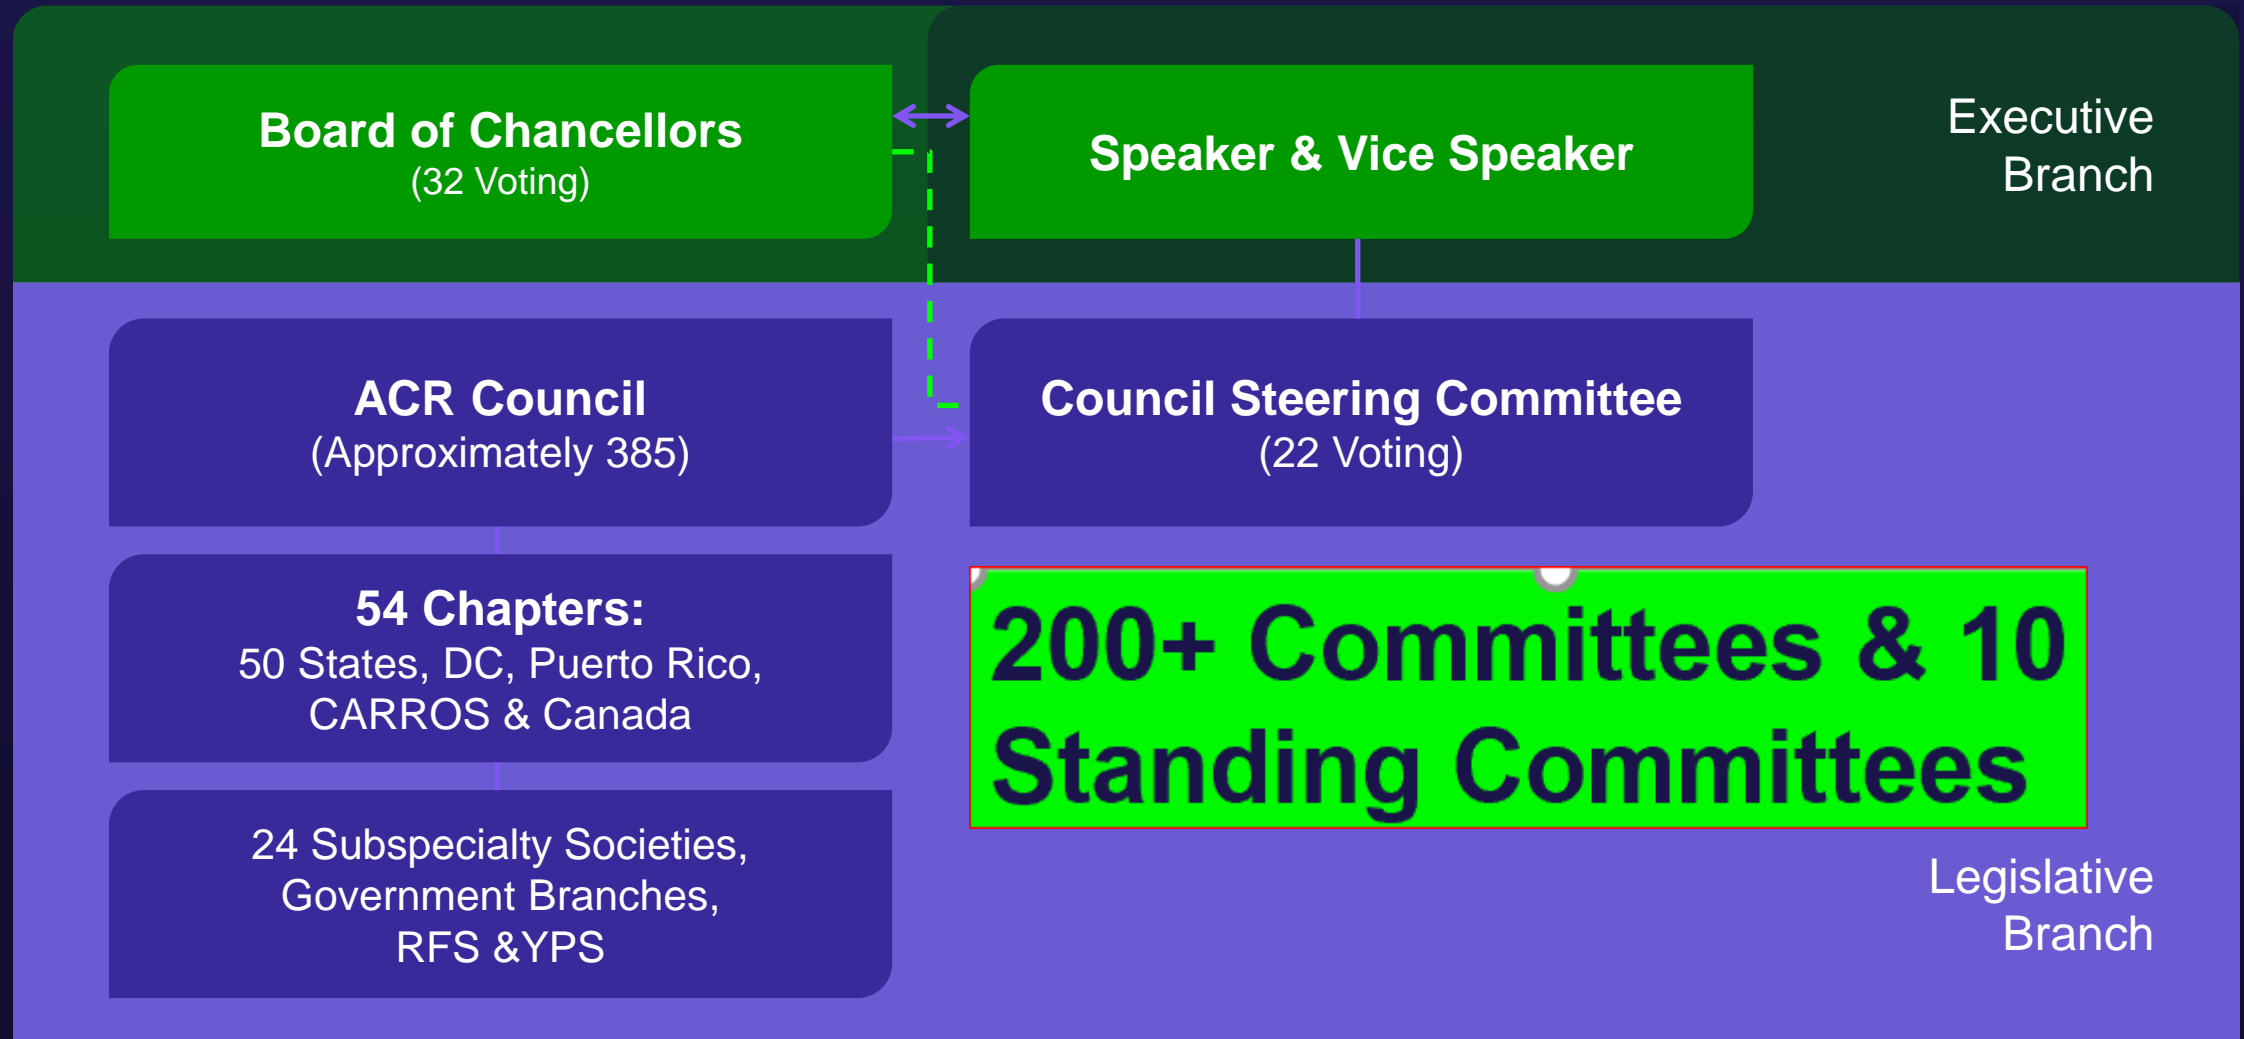 Board of Chancellors
(32 Voting)
Speaker & Vice Speaker
Executive
Branch
ACR Council
(Approximately 385)
Council Steering Committee
(22 Voting)
54 Chapters:
50 States, DC, Puerto Rico,
CARROS & Canada
200+ Committees & 10
Standing Committees
24 Subspecialty Societies,
Government Branches,
RFS &YPS
Legislative
Branch